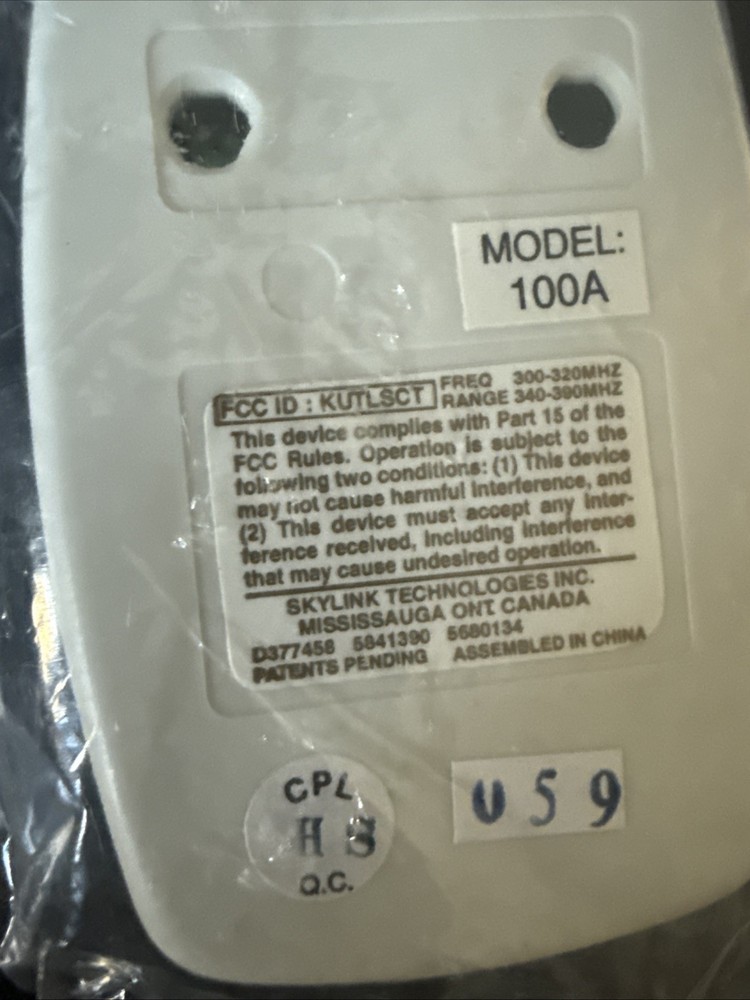 MODEL:
100A
FCC ID : KUTLSCT FREQ 300-320MHZ
RANGE 340-390MHZ
This device complies with Part 15 of the
FCC Rules. Operation is subject to the
following two conditions: (1) This device
may not cause harmful interference, and
(2) This device must accept any inter-
ference received, including interference
that may cause undesired operation.
SKYLINK TECHNOLOGIES INC.
MISSISSAUGA ONT. CANADA
D377458 5841390 5680134
PATENTS PENDING ASSEMBLED IN CHINA
CPL
H S
Q.C.
059